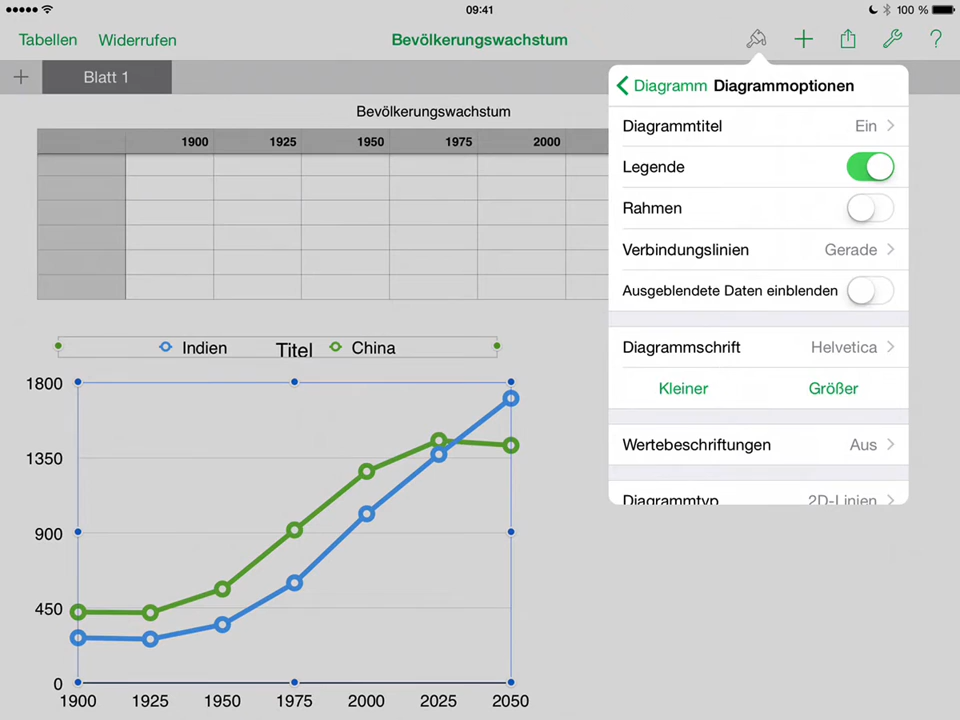 09:41
100 %
Tabellen Widerrufen Bevölkerungswachstum
Blatt 1
Bevölkerungswachstum
1900 1925 1950 1975 2000
Diagramm Diagrammoptionen
Diagrammtitel Ein
Legende
Rahmen
Verbindungslinien Gerade
Ausgeblendete Daten einblenden
Diagrammschrift Helvetica
Kleiner Größer
Wertebeschriftungen Aus
Diagrammtyp 2D-Linien
Indien Titel China
1800
1350
900
450
0
1900 1925 1950 1975 2000 2025 2050